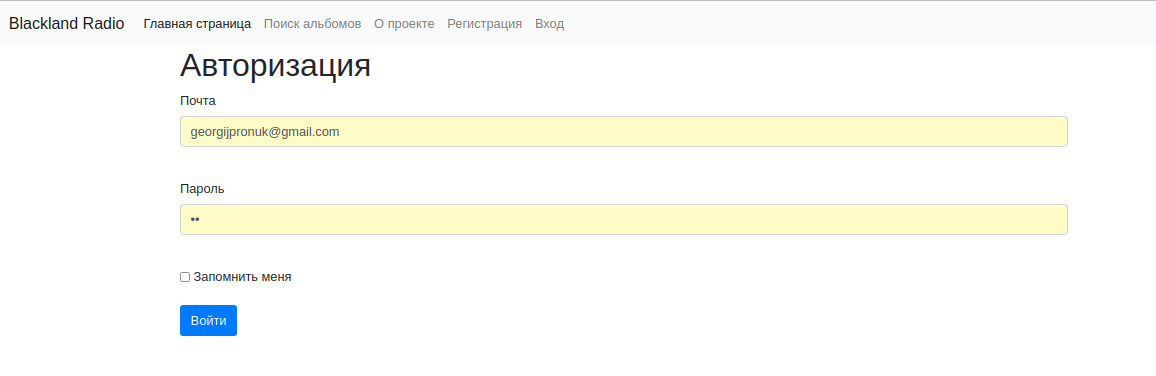 Blackland Radio Главная страница Поиск альбомов О проекте Регистрация Вход
Авторизация
Почта
georgijpronuk@gmail.com
Пароль
••
Запомнить меня
Войти